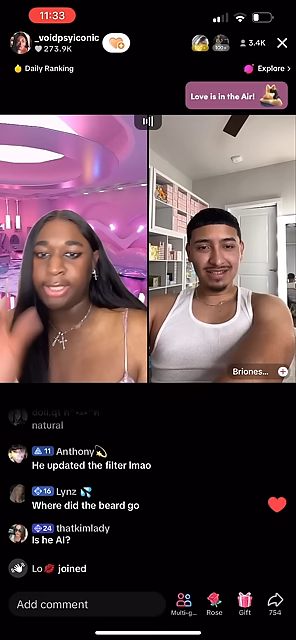 11:33
_voidpsyiconic
273.9K
100+
3.4K
Daily Ranking
Explore >
Love is in the Air!
Briones...
natural
11 Anthony
He updated the filter lmao
16 Lynz
Where did the beard go
24 thatkimlady
Is he AI?
Lo joined
Add comment
Multi-g...
Rose
Gift
754